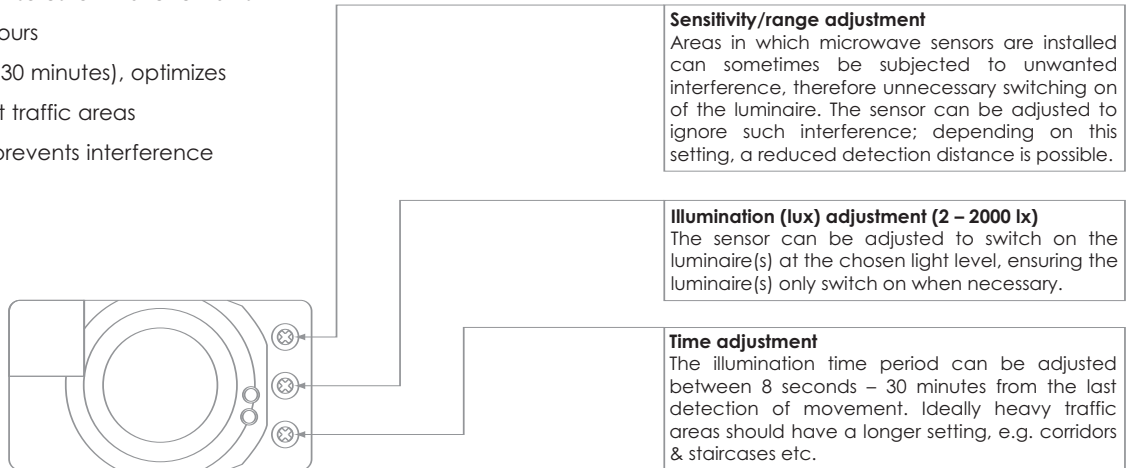 ours
30 minutes), optimizes
t traffic areas
prevents interference
Sensitivity/range adjustment
Areas in which microwave sensors are installed
can sometimes be subjected to unwanted
interference, therefore unnecessary switching on
of the luminaire. The sensor can be adjusted to
ignore such interference; depending on this
setting, a reduced detection distance is possible.
Illumination (lux) adjustment (2 – 2000 lx)
The sensor can be adjusted to switch on the
luminaire(s) at the chosen light level, ensuring the
luminaire(s) only switch on when necessary.
Time adjustment
The illumination time period can be adjusted
between 8 seconds – 30 minutes from the last
detection of movement. Ideally heavy traffic
areas should have a longer setting, e.g. corridors
& staircases etc.